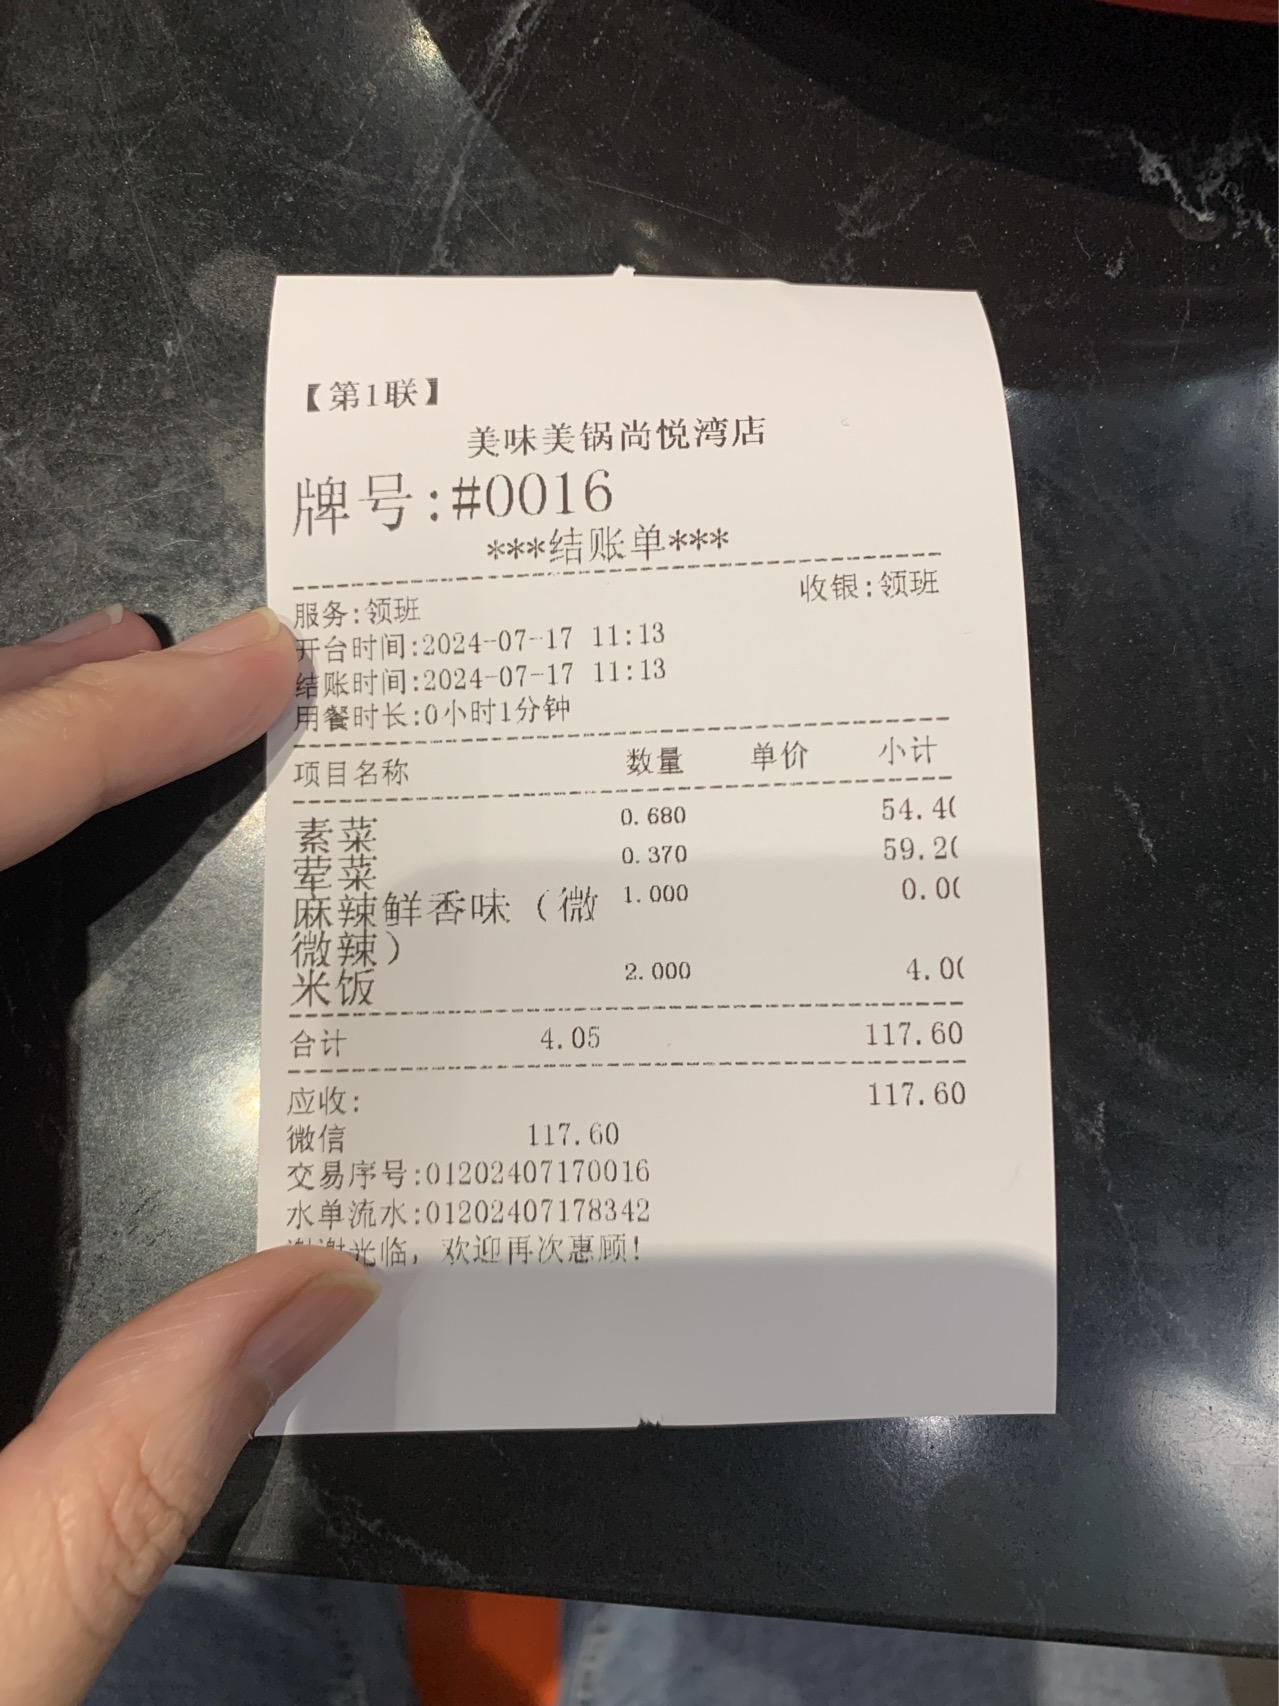 【第1联】
美味美锅尚悦湾店
牌号:#0016
***结账单***
收银:领班
服务:领班
开台时间:2024-07-17 11:13
结账时间:2024-07-17 11:13
用餐时长:0小时1分钟
项目名称 数量 单价 小计
素菜 0.680 54.40
荤菜 0.370 59.20
麻辣鲜香味（微 1.000 0.00
微辣）
米饭 2.000 4.00
合计 4.05 117.60
应收: 117.60
微信 117.60
交易序号:01202407170016
水单流水:01202407178342
谢谢光临，欢迎再次惠顾!